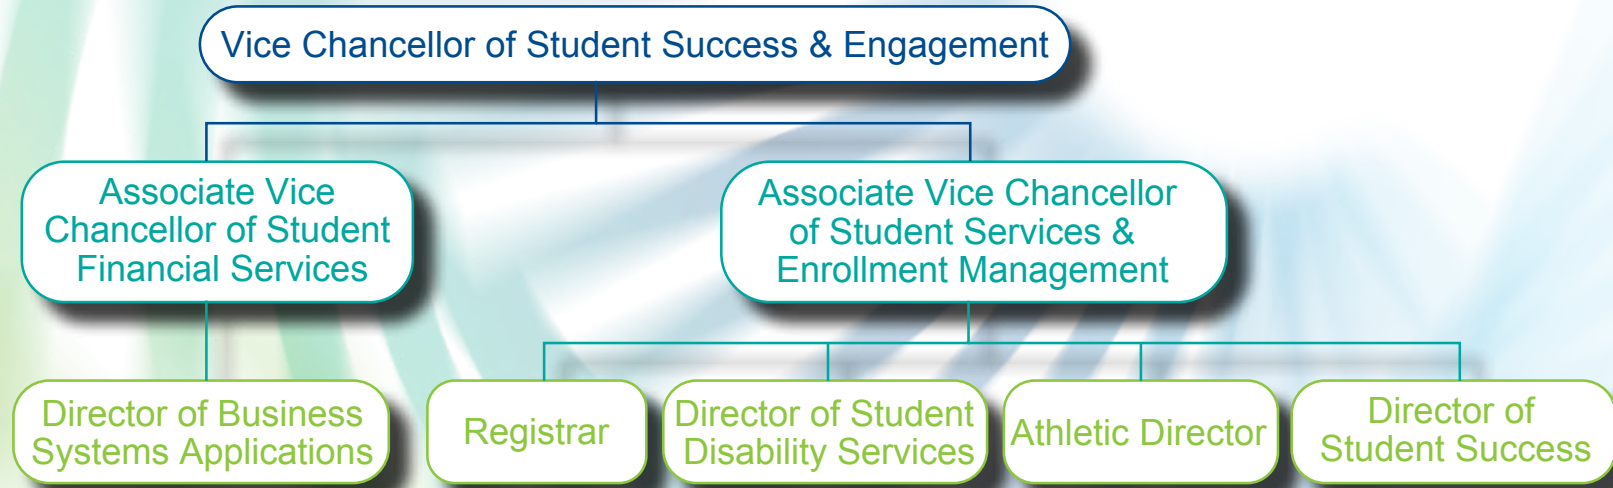 Vice Chancellor of Student Success & Engagement
Associate Vice
Chancellor of Student
Financial Services
Associate Vice Chancellor
of Student Services &
Enrollment Management
Director of Business
Systems Applications
Registrar
Director of Student
Disability Services
Athletic Director
Director of
Student Success